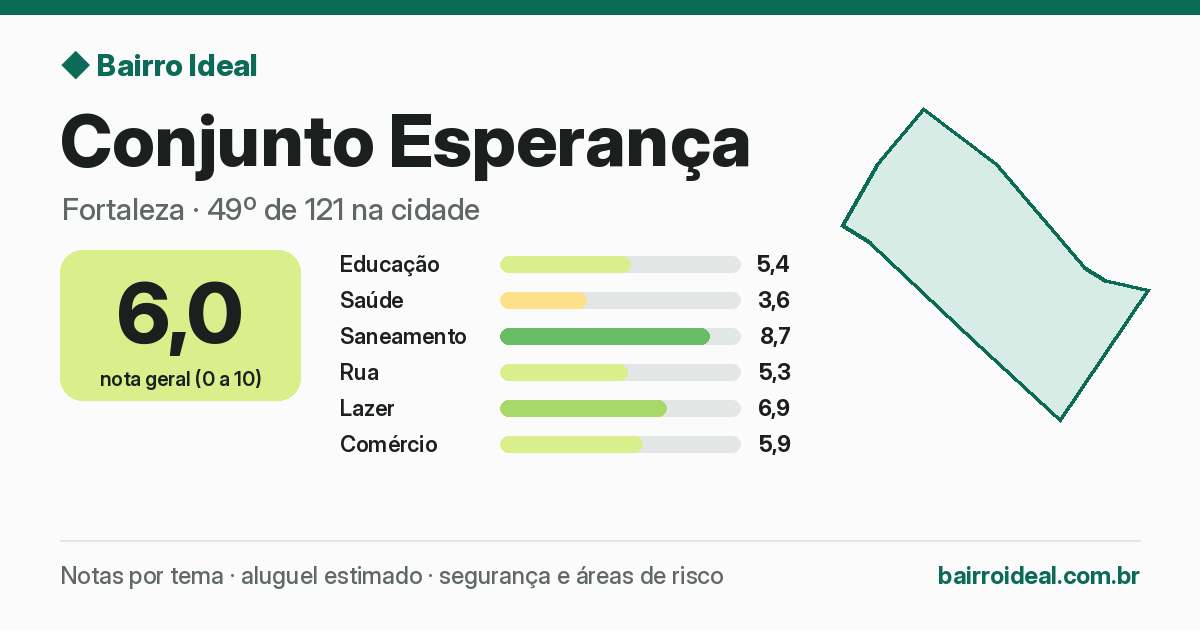 Bairro Ideal
Conjunto Esperança
Fortaleza · 49º de 121 na cidade
6,0
nota geral (0 a 10)
Educação 5,4
Saúde 3,6
Saneamento 8,7
Rua 5,3
Lazer 6,9
Comércio 5,9
Notas por tema · aluguel estimado · segurança e áreas de risco
bairroideal.com.br